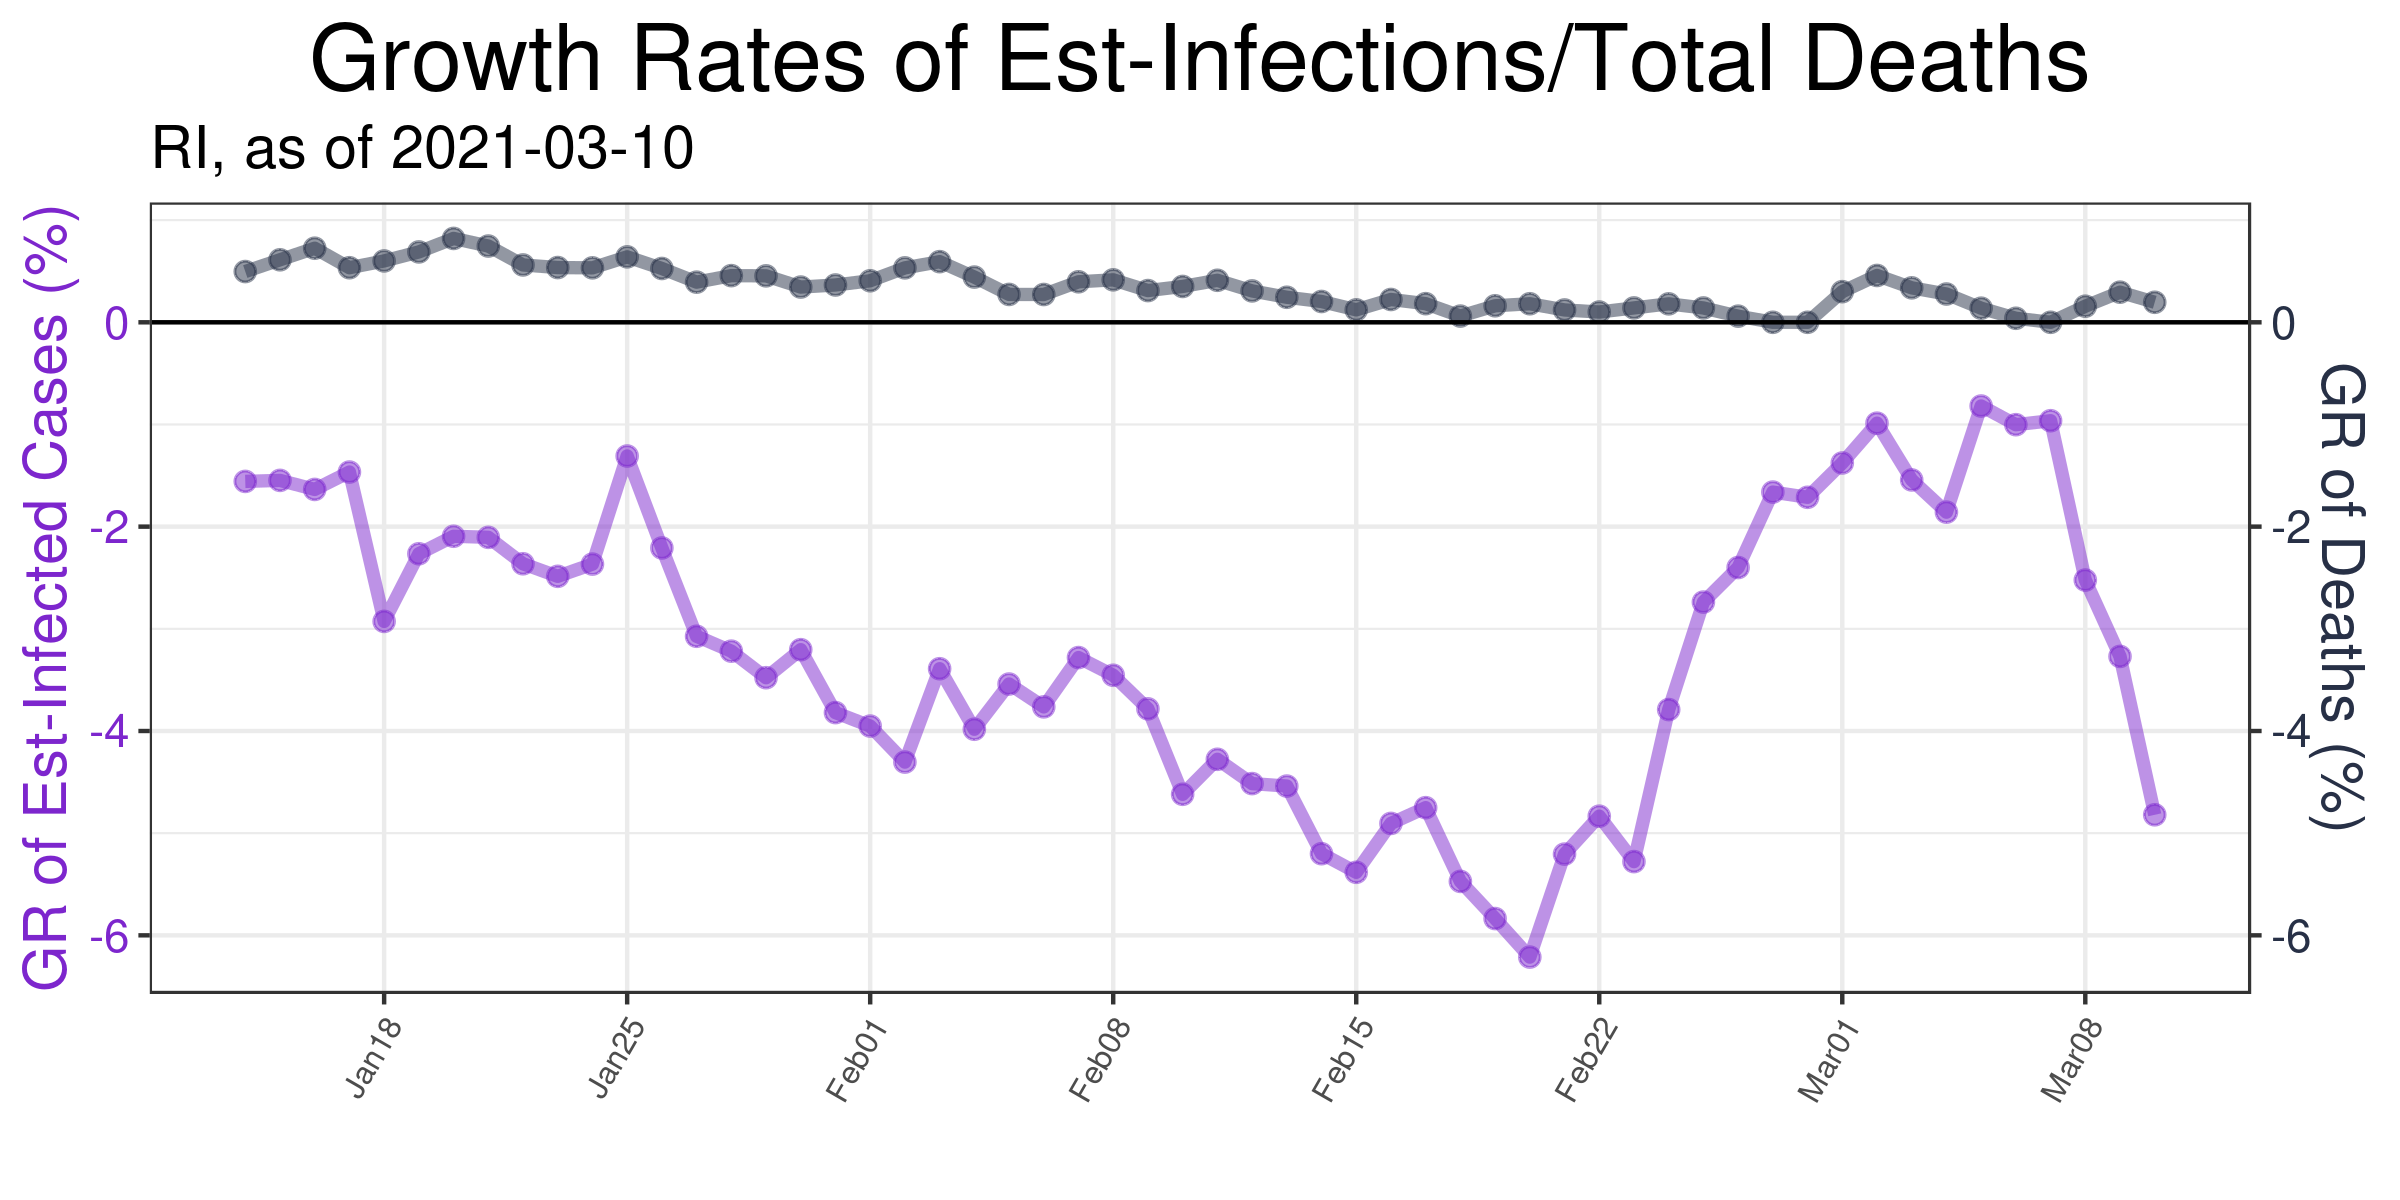 Growth Rates of Est-Infections/Total Deaths
RI, as of 2021-03-10
GR of Est-Infected Cases (%)
0
-2
-4
-6
0
-2
-4
-6
GR of Deaths (%)
Jan18
Jan25
Feb01
Feb08
Feb15
Feb22
Mar01
Mar08